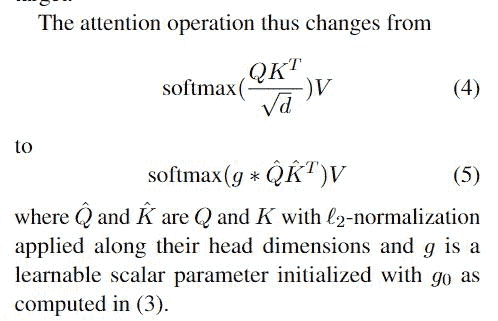 The attention operation thus changes from
softmax(QK^T/√d)V (4)
to
softmax(g ∗ Q̂K̂^T)V (5)
where Q̂ and K̂ are Q and K with ℓ2-normalization
applied along their head dimensions and g is a
learnable scalar parameter initialized with g0 as
computed in (3).